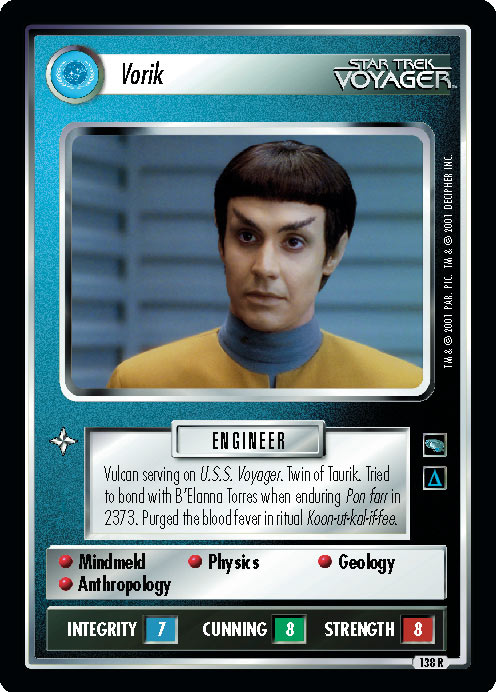 Vorik
STAR TREK
VOYAGER™
TM & © 2001 PAR. PIC. TM & © 2001 DECIPHER INC.
ENGINEER
Vulcan serving on U.S.S. Voyager. Twin of Taurik. Tried
to bond with B'Elanna Torres when enduring Pon farr in
2373. Purged the blood fever in ritual Koon-ut-kal-if-fee.
Mindmeld Physics Geology
Anthropology
INTEGRITY 7 CUNNING 8 STRENGTH 8
138 R